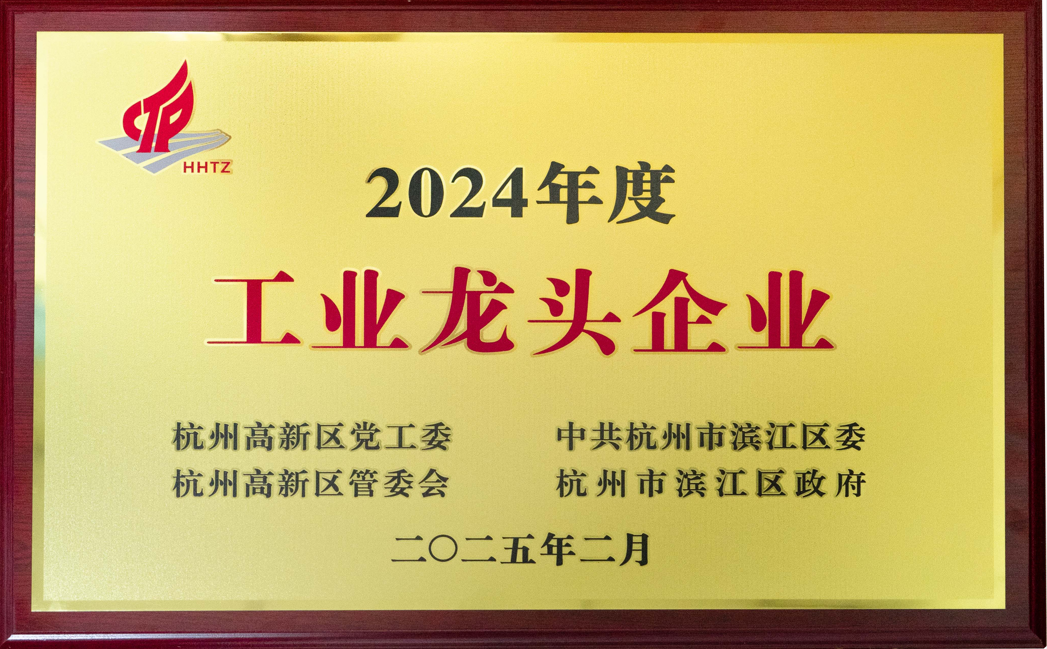 HHTZ
2024年度
工业龙头企业
杭州高新区党工委 中共杭州市滨江区委
杭州高新区管委会 杭州市滨江区政府
二〇二五年二月